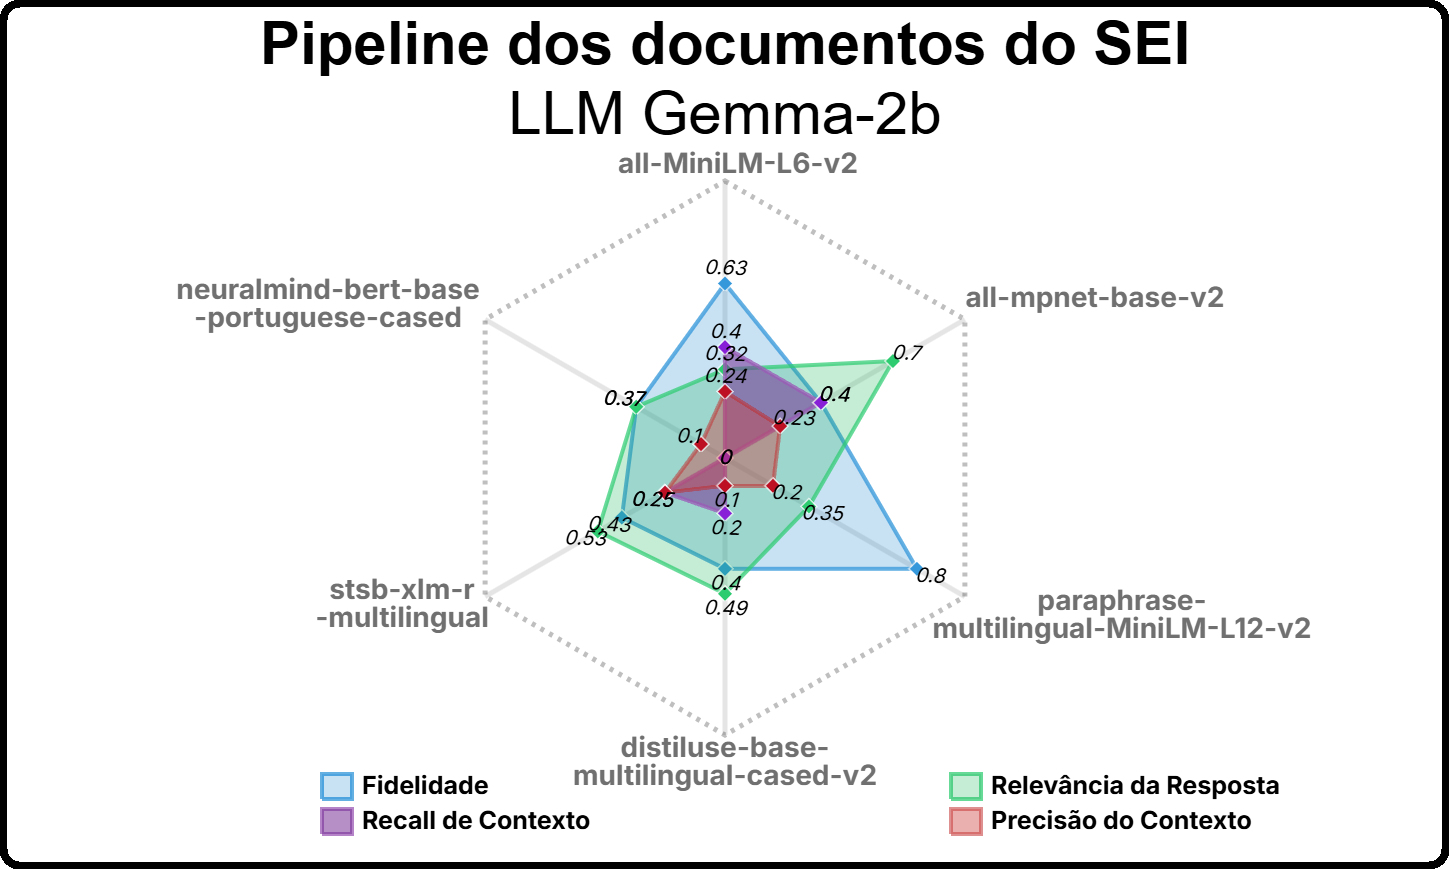 Pipeline dos documentos do SEI
LLM Gemma-2b
all-MiniLM-L6-v2
neuralmind-bert-base
-portuguese-cased
all-mpnet-base-v2
0.63
0.4
0.32
0.24
0.7
0.4
0.23
0.37
0.1
0
0.25
0.1
0.2
0.2
0.35
0.43
0.53
0.4
0.49
0.8
stsb-xlm-r
-multilingual
paraphrase-
multilingual-MiniLM-L12-v2
distiluse-base-
multilingual-cased-v2
Fidelidade
Relevância da Resposta
Recall de Contexto
Precisão do Contexto